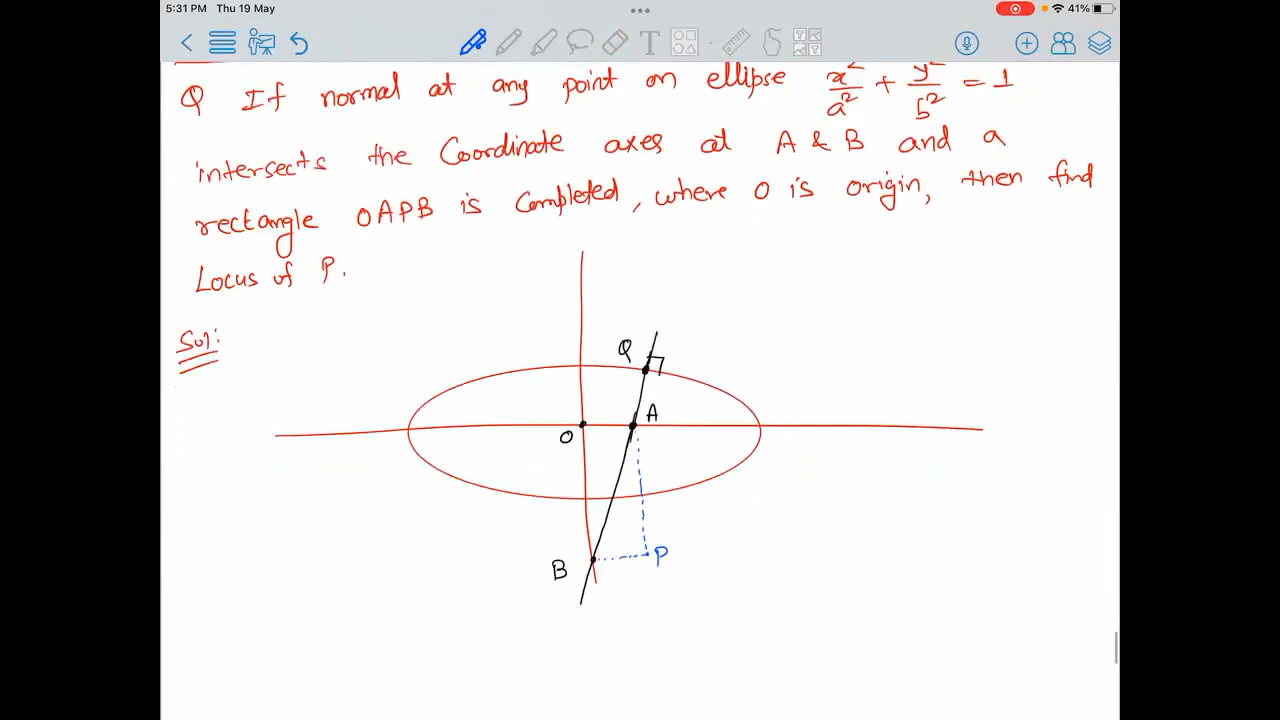 5:31 PM Thu 19 May
41%
T
Q If normal at any point on ellipse x²/a² + y²/b² = 1
intersects the Coordinate axes at A & B and a
rectangle OAPB is Completed, where O is origin, then find
Locus of P.
Sol:
Q
A
O
B
P